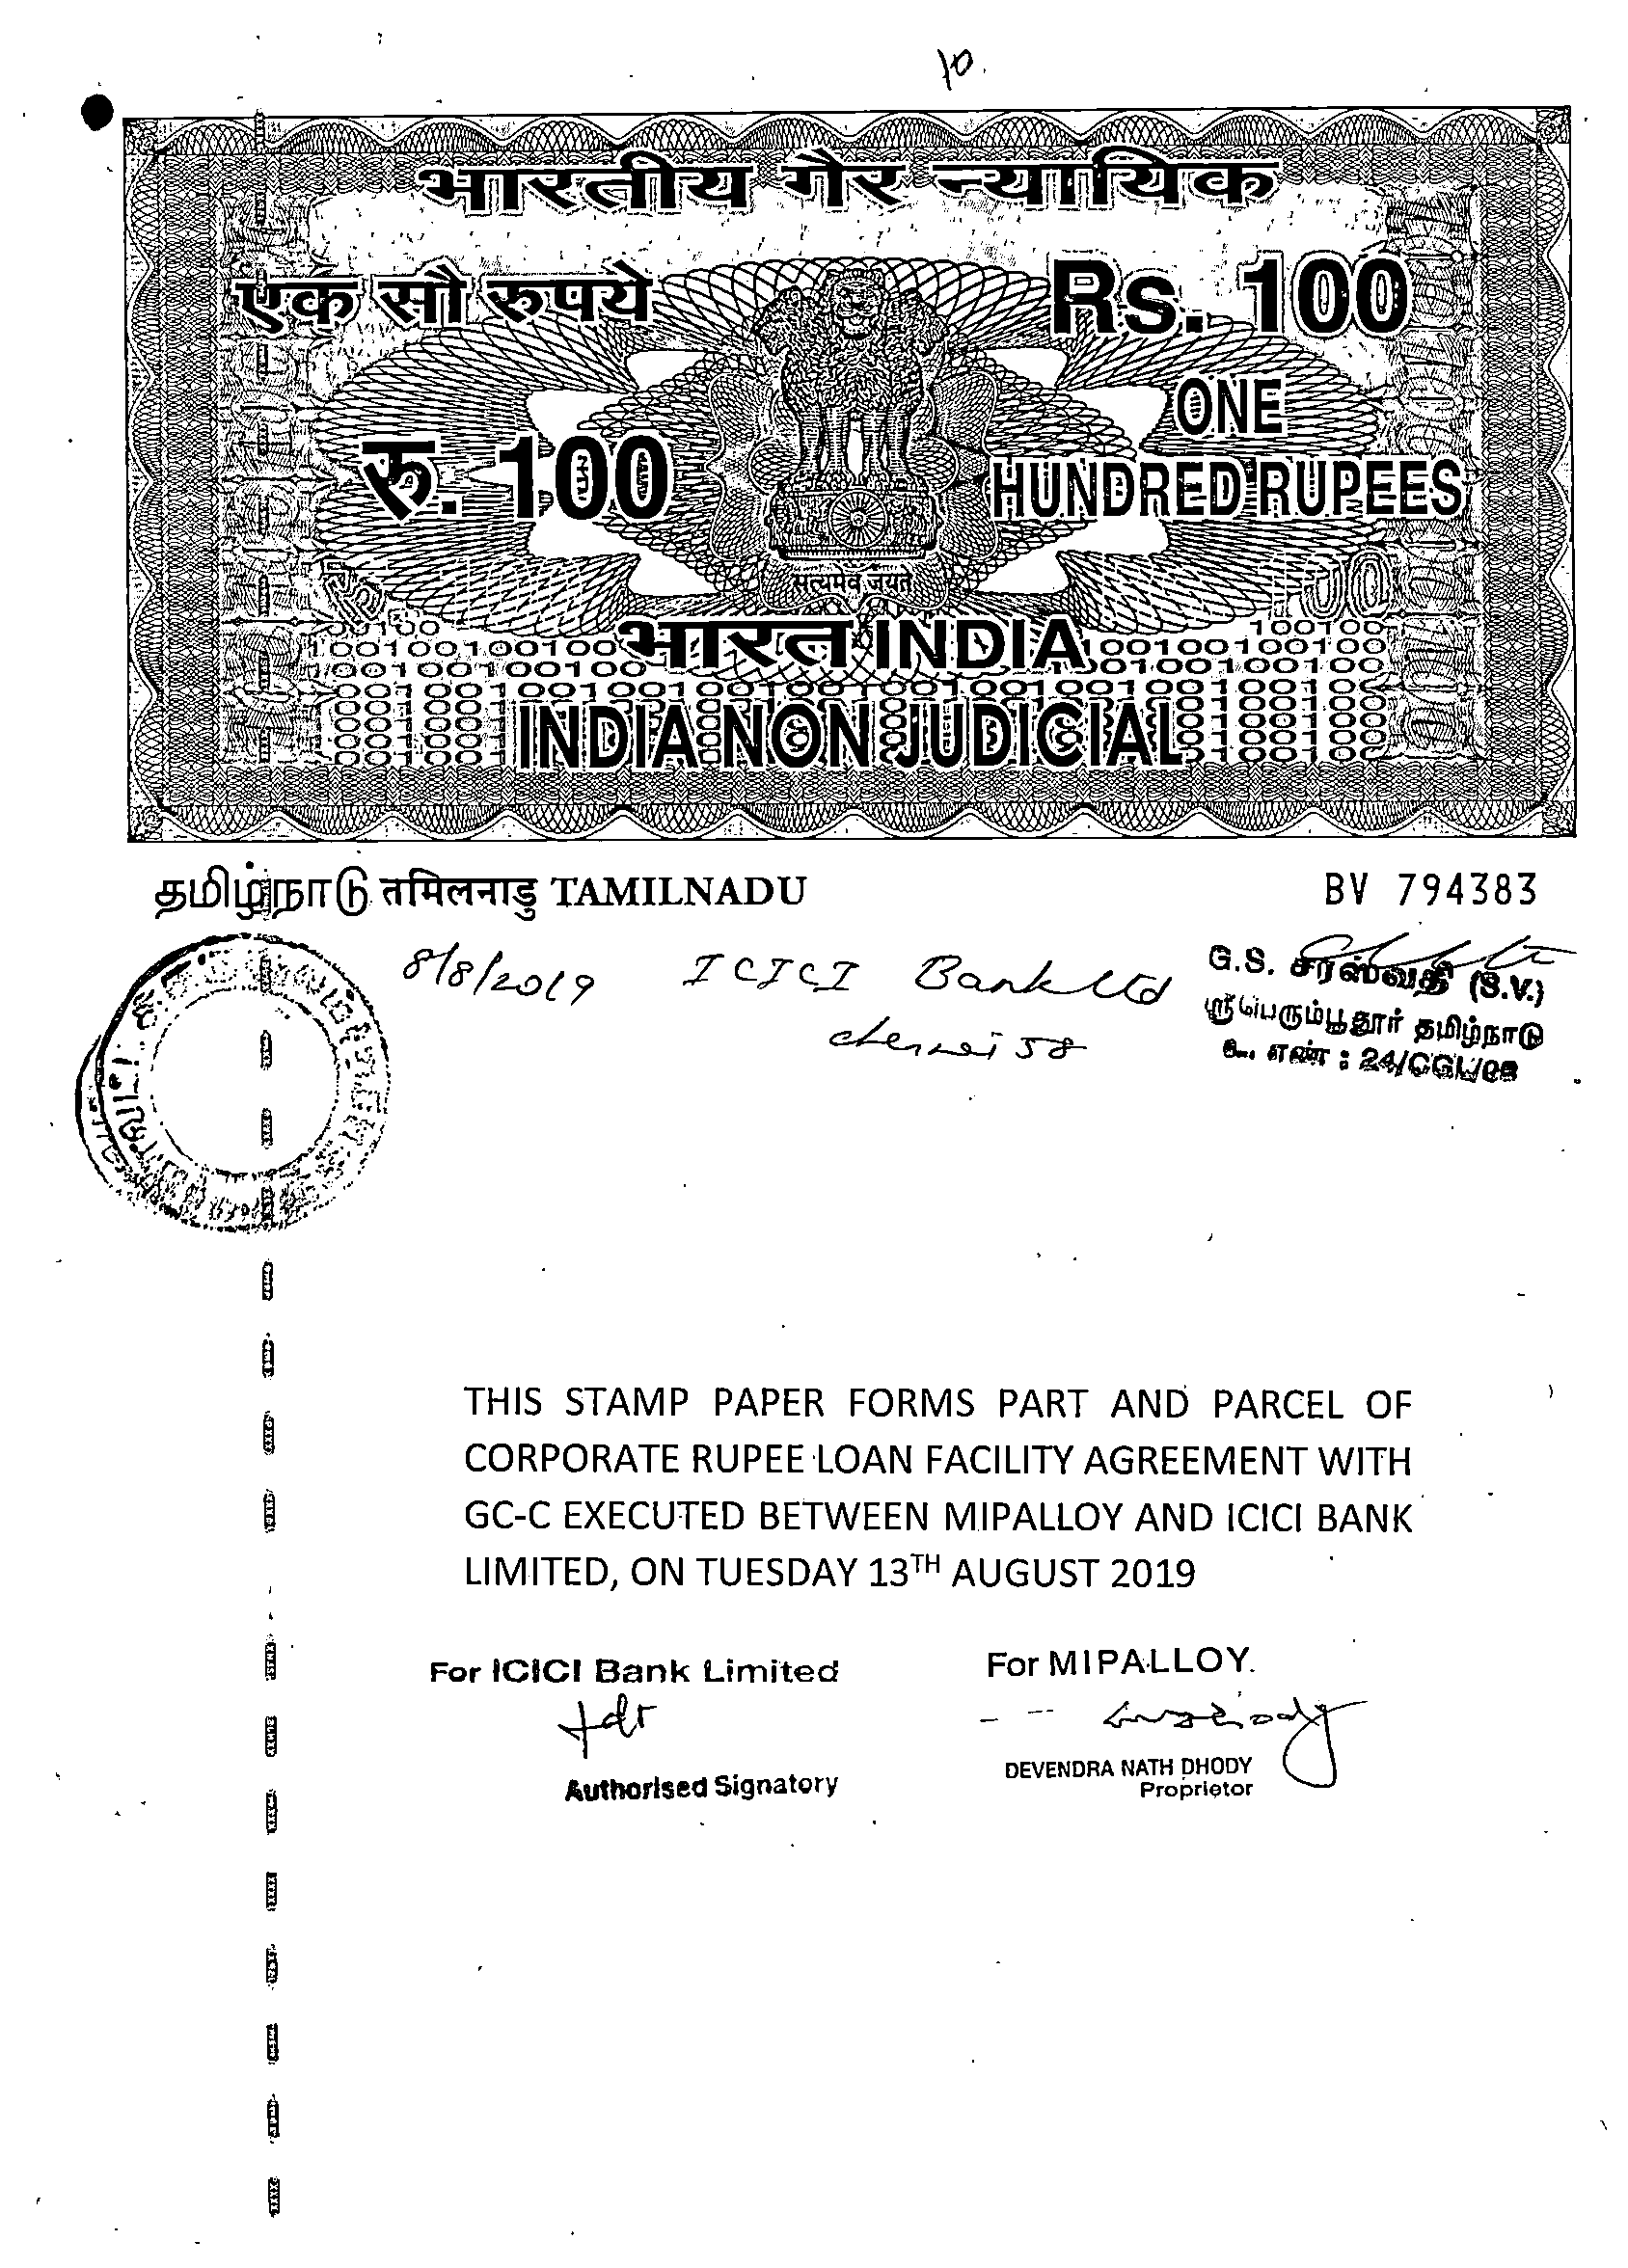 10.
भारतीय गैर न्यायिक
एक सौ रुपये
Rs. 100
रु. 100
ONE
HUNDRED RUPEES
सत्यमेव जयते
भारत INDIA
INDIA NON JUDICIAL
தமிழ்நாடு तमिलनाडु TAMILNADU
BV 794383
8/8/2019 ICICI Bank Ltd
chennai 58
G.S. சரஸ்வதி (S.V.)
ஸ்ரீபெரும்பூதூர் தமிழ்நாடு
உ. எண் : 24/CGL/
THIS STAMP PAPER FORMS PART AND PARCEL OF
CORPORATE RUPEE LOAN FACILITY AGREEMENT WITH
GC-C EXECUTED BETWEEN MIPALLOY AND ICICI BANK
LIMITED, ON TUESDAY 13TH AUGUST 2019
For ICICI Bank Limited
For MIPALLOY.
Authorised Signatory
DEVENDRA NATH DHODY
Proprietor